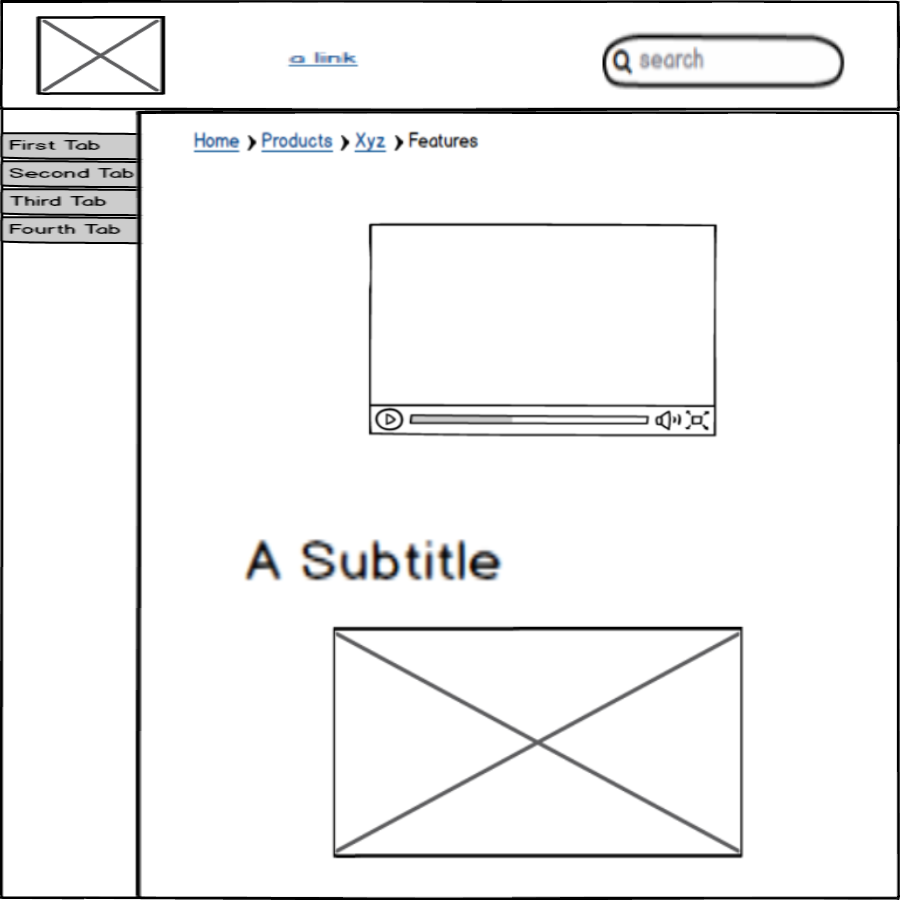 a link
search
First Tab
Second Tab
Third Tab
Fourth Tab
Home ❯ Products ❯ Xyz ❯ Features
A Subtitle